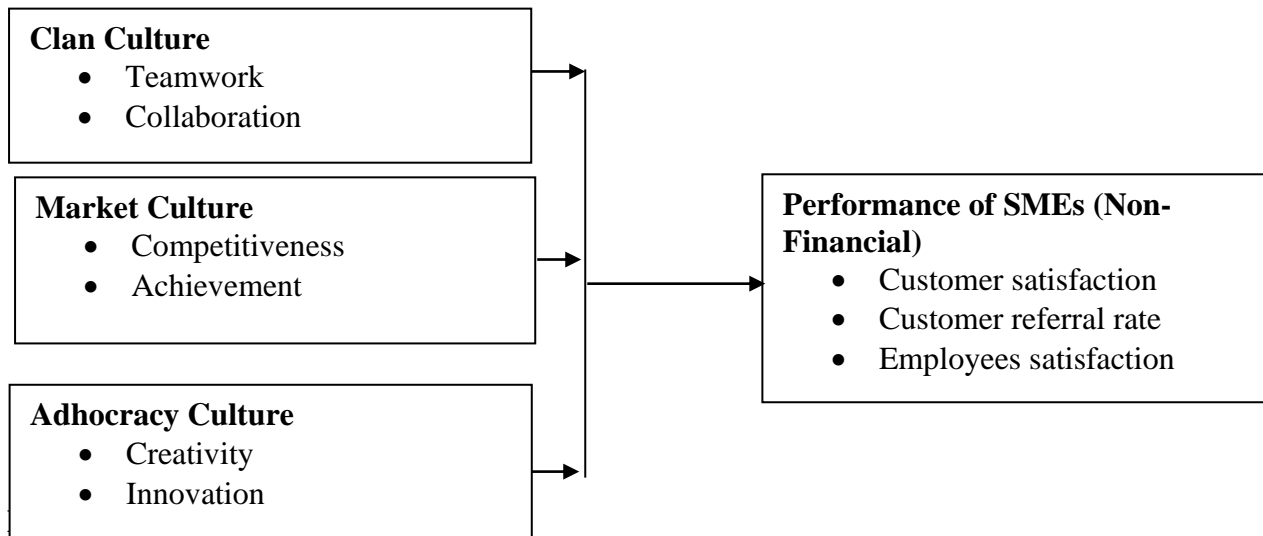 Clan Culture
• Teamwork
• Collaboration
Market Culture
• Competitiveness
• Achievement
Adhocracy Culture
• Creativity
• Innovation
Performance of SMEs (Non-
Financial)
• Customer satisfaction
• Customer referral rate
• Employees satisfaction